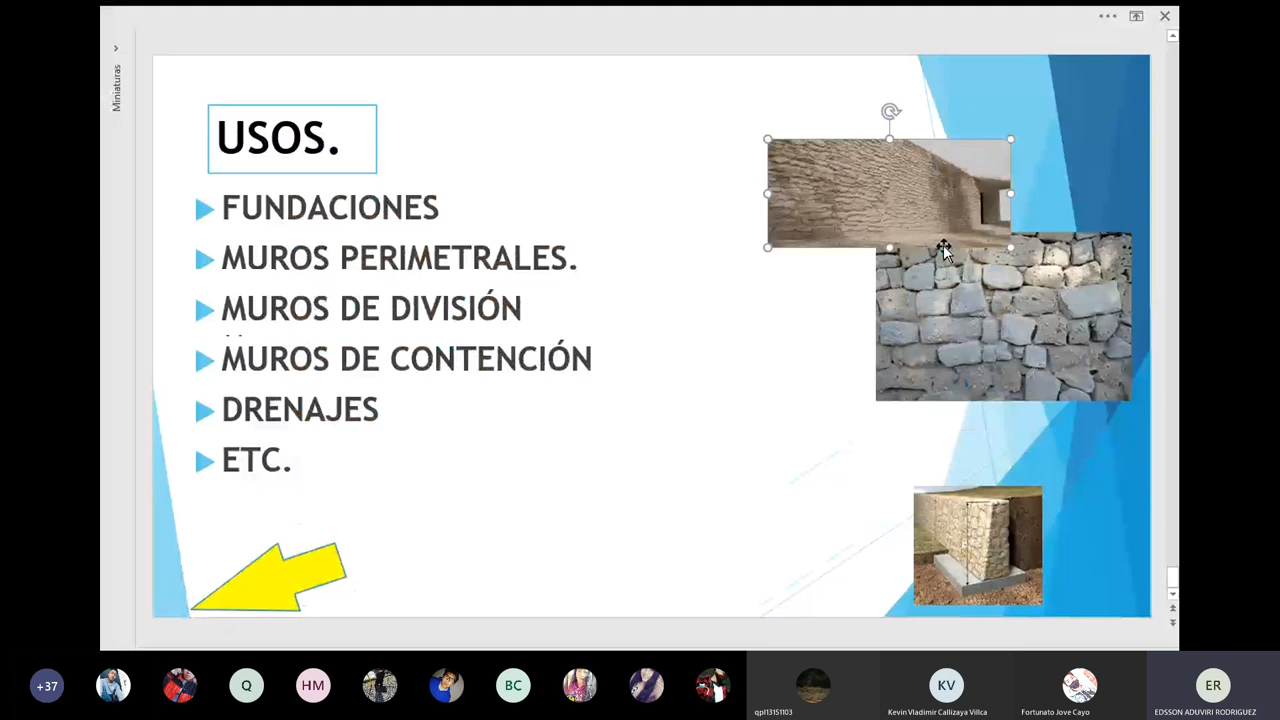 Miniaturas
USOS.
FUNDACIONES
MUROS PERIMETRALES.
MUROS DE DIVISIÓN
MUROS DE CONTENCIÓN
DRENAJES
ETC.
+37
Q
HM
BC
KV
ER
qpl13151103
Kevin Vladimir Callizaya Villca
Fortunato Jove Cayo
EDSSON ADUVIRI RODRIGUEZ